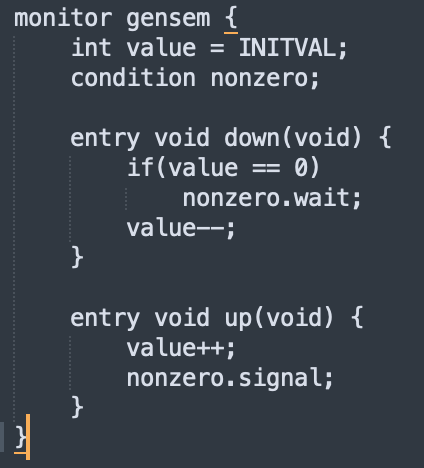 monitor gensem {
    int value = INITVAL;
    condition nonzero;

    entry void down(void) {
        if(value == 0)
            nonzero.wait;
        value--;
    }

    entry void up(void) {
        value++;
        nonzero.signal;
    }
}